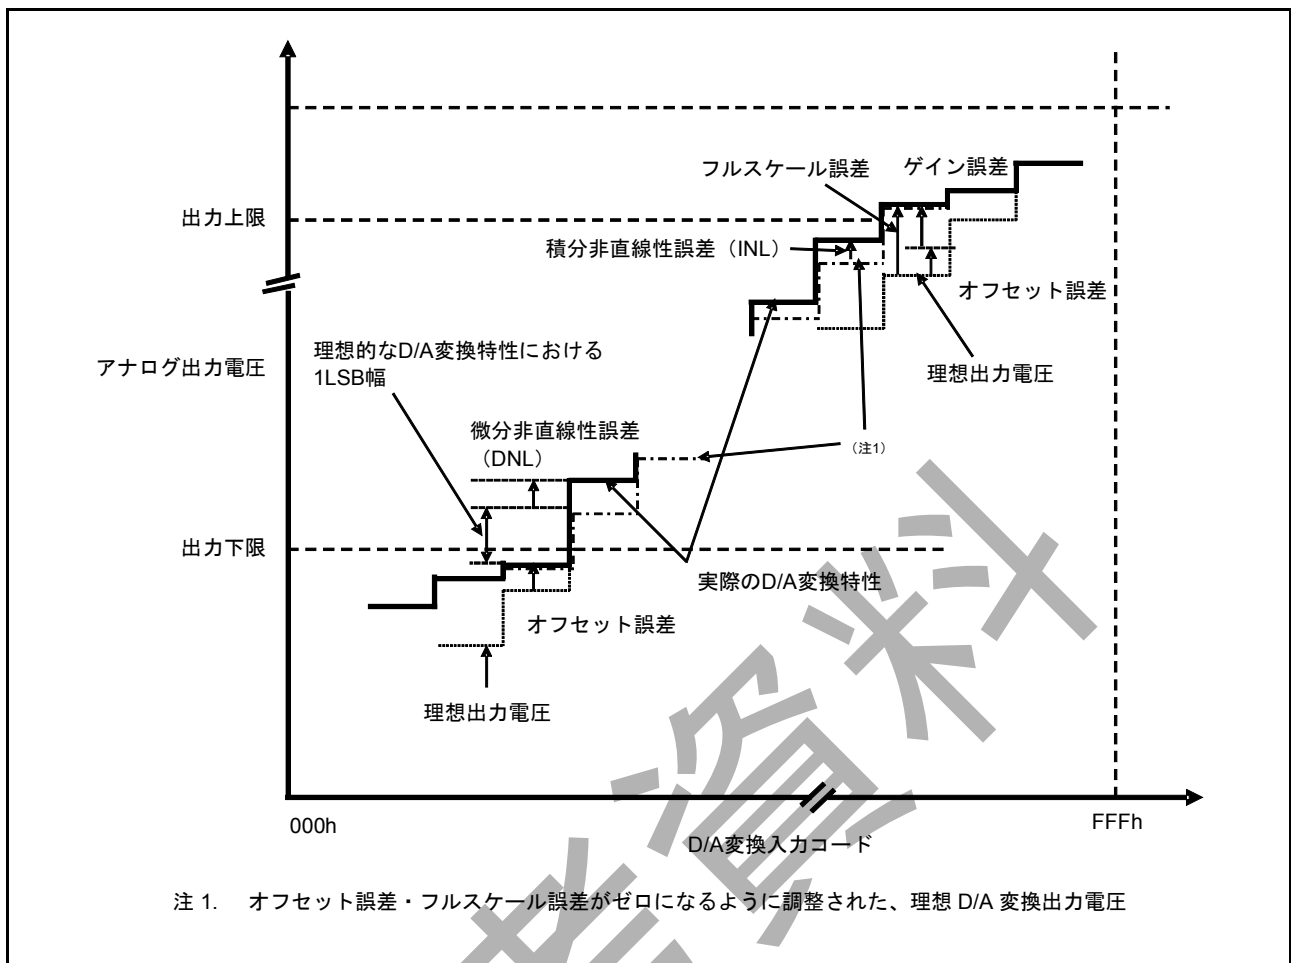 フルスケール誤差
ゲイン誤差
出力上限
積分非直線性誤差（INL）
オフセット誤差
理想的なD/A変換特性における
1LSB幅
アナログ出力電圧
理想出力電圧
微分非直線性誤差
（DNL）
（注1）
出力下限
実際のD/A変換特性
オフセット誤差
理想出力電圧
000h
FFFh
D/A変換入力コード
注 1. オフセット誤差・フルスケール誤差がゼロになるように調整された、理想 D/A 変換出力電圧
資料